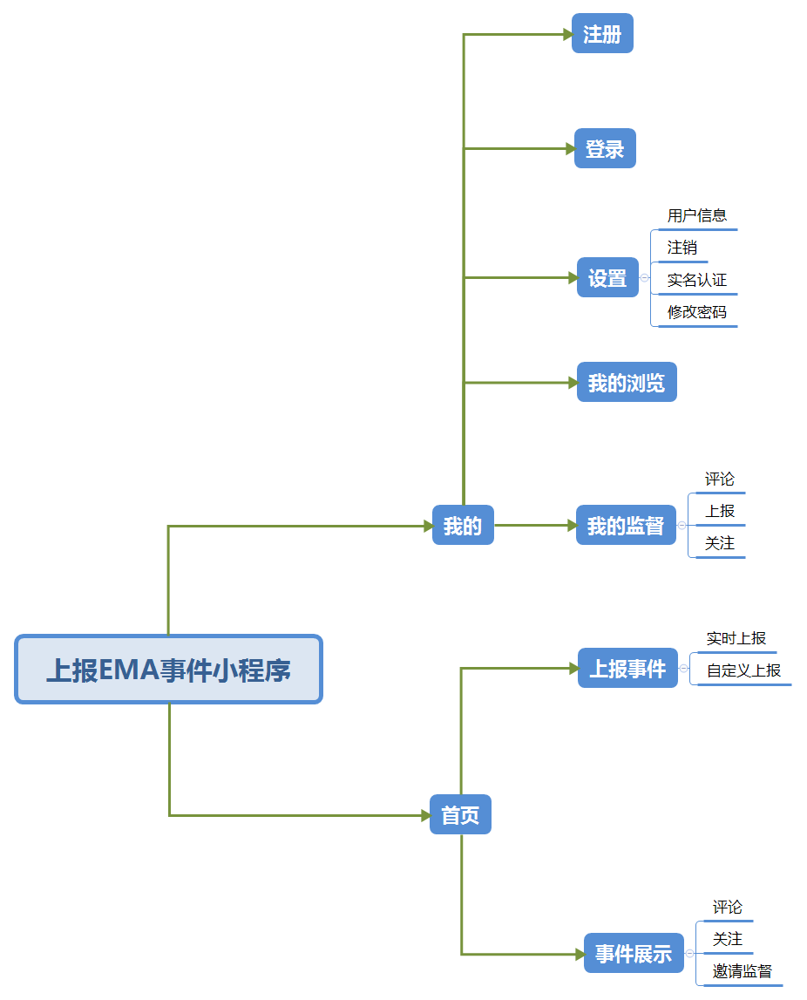 注册
登录
用户信息
注销
设置
实名认证
修改密码
我的浏览
评论
上报
我的
我的监督
关注
实时上报
上报事件
自定义上报
上报EMA事件小程序
首页
评论
关注
事件展示
邀请监督